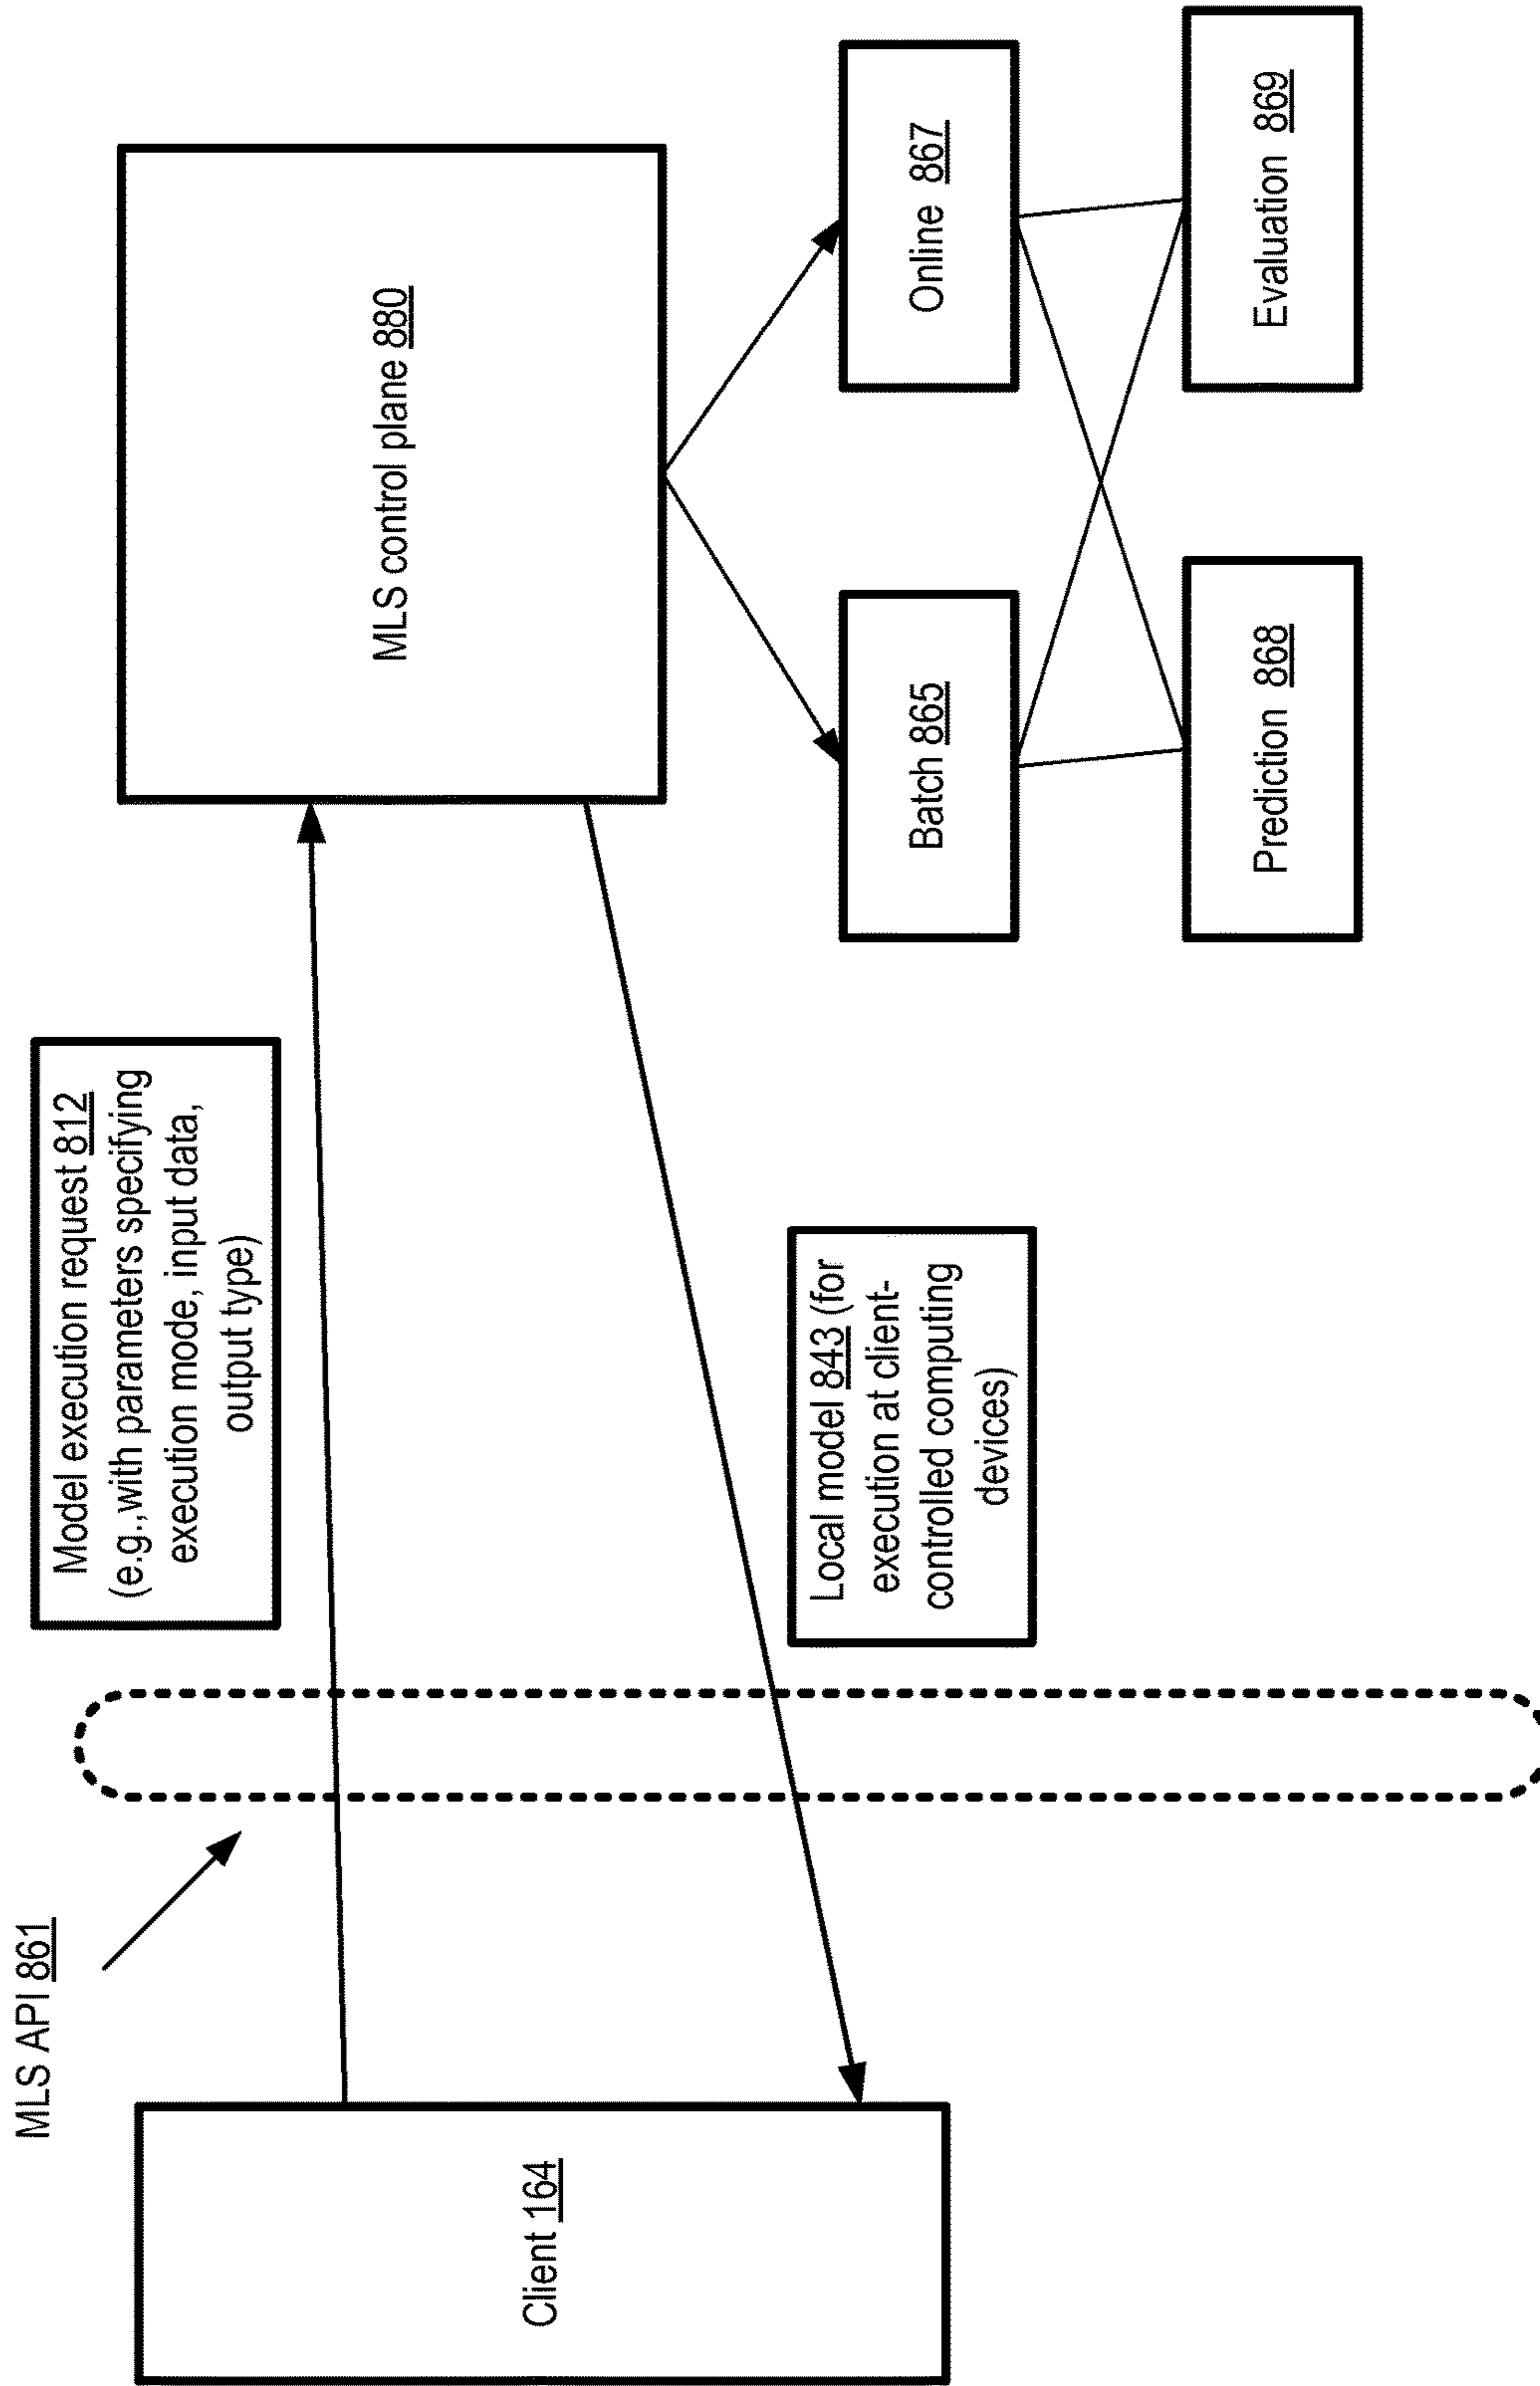 MLS API 861
Model execution request 812
(e.g.,with parameters specifying
execution mode, input data,
output type)
MLS control plane 880
Client 164
Local model 843 (for
execution at client-
controlled computing
devices)
Batch 865
Online 867
Prediction 868
Evaluation 869